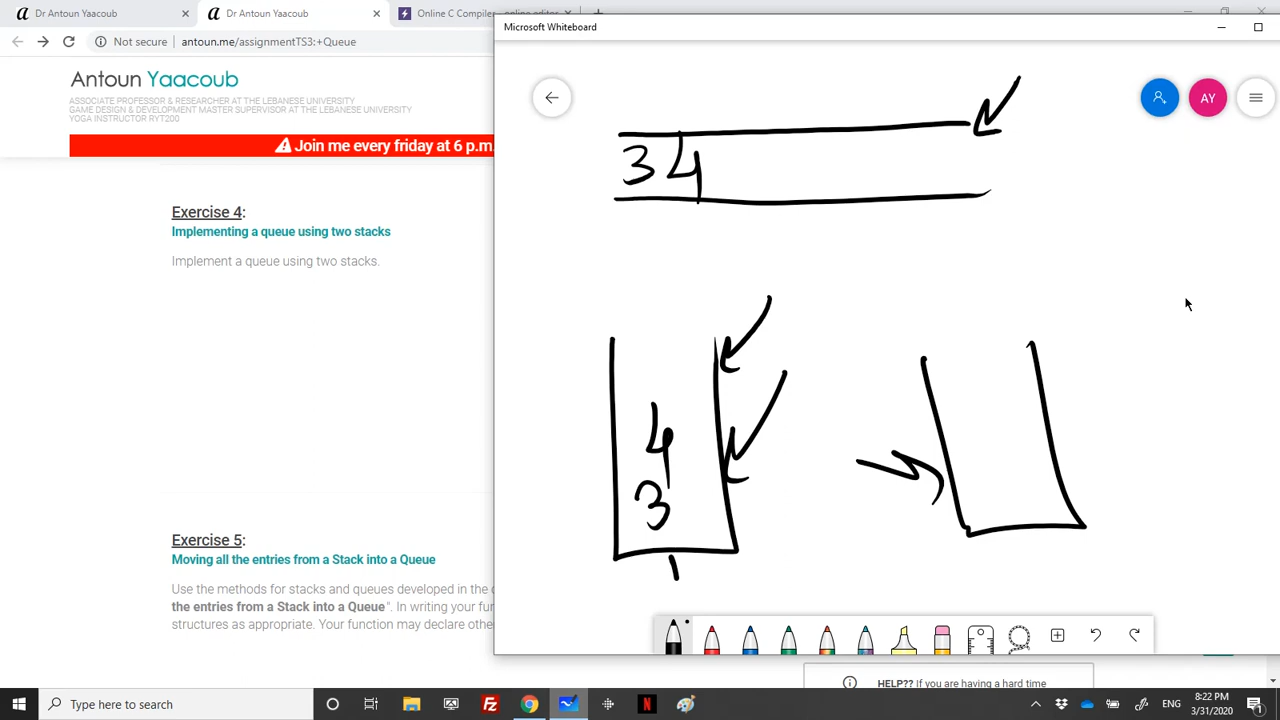 Dr Antoun Yaacoub
Dr Antoun Yaacoub
Online C Compiler
Not secure
antoun.me/assignmentTS3:+Queue
Microsoft Whiteboard
Antoun Yaacoub
ASSOCIATE PROFESSOR & RESEARCHER AT THE LEBANESE UNIVERSITY
GAME DESIGN & DEVELOPMENT MASTER SUPERVISOR AT THE LEBANESE UNIVERSITY
YOGA INSTRUCTOR RYT200
Join me every friday at 6 p.m.
AY
3 4
Exercise 4:
Implementing a queue using two stacks
Implement a queue using two stacks.
4
3
Exercise 5:
Moving all the entries from a Stack into a Queue
Use the methods for stacks and queues developed in the
the entries from a Stack into a Queue". In writing your
structures as appropriate. Your function may declare
HELP?? If you are having a hard time
Type here to search
ENG
8:22 PM
3/31/2020